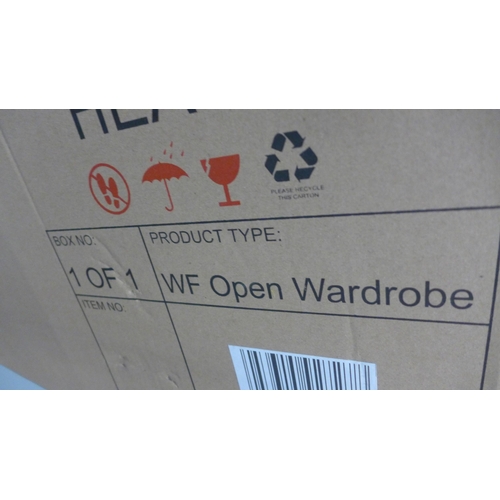 PLEASE RECYCLE
THIS CARTON
BOX NO:
PRODUCT TYPE:
1 OF 1
WF Open Wardrobe
ITEM NO